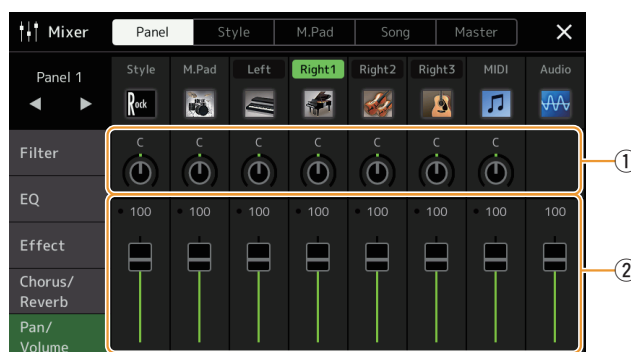 Mixer
Panel Style M.Pad Song Master
Panel 1
Style M.Pad Left Right1 Right2 Right3 MIDI Audio
Rock
Filter
C C C C C C C
①
EQ
100 100 100 100 100 100 100 100
Effect
②
Chorus/
Reverb
Pan/
Volume